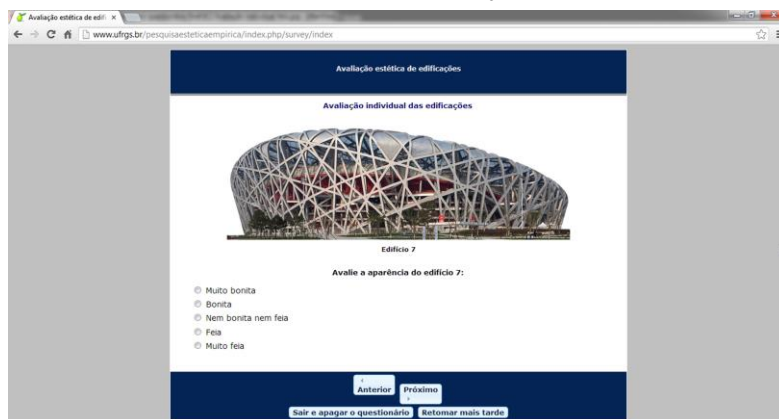 Avaliação estética de edifi
www.ufrgs.br/pesquisaesteticaempirica/index.php/survey/index
Avaliação estética de edificações
Avaliação individual das edificações
Edifício 7
Avalie a aparência do edifício 7:
Muito bonita
Bonita
Nem bonita nem feia
Feia
Muito feia
Anterior Próximo
Sair e apagar o questionário Retomar mais tarde